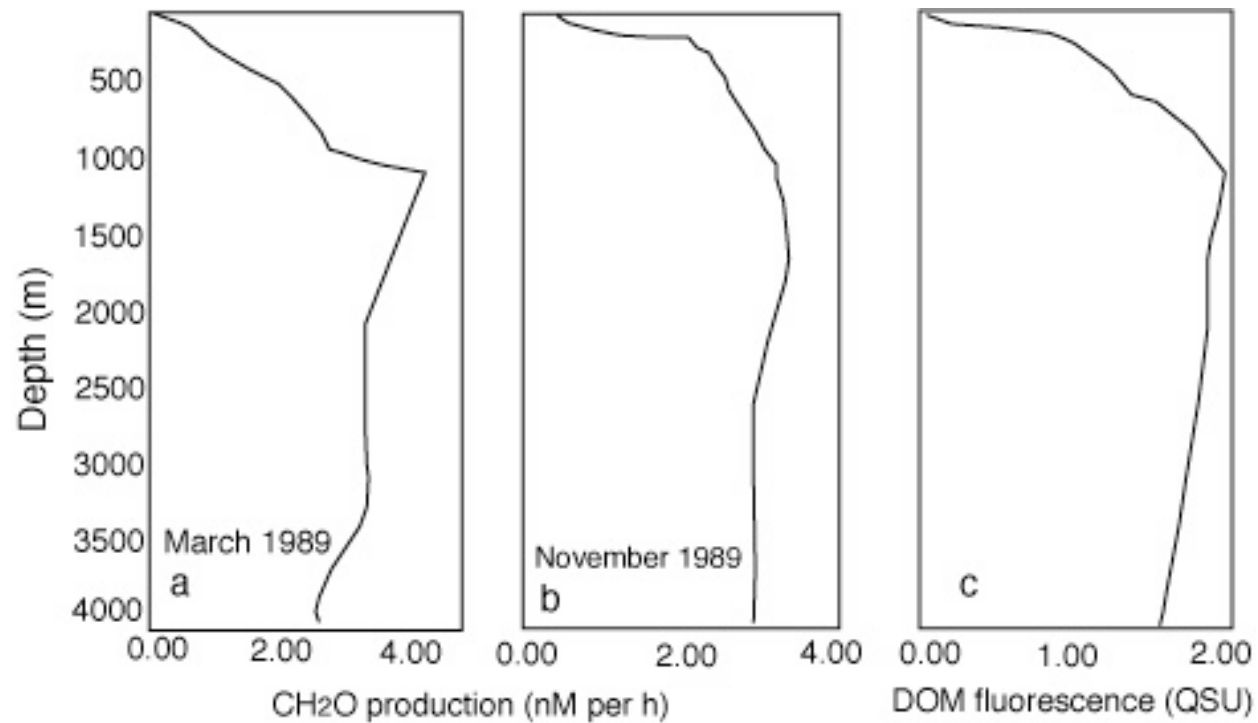 500
1000
1500
2000
2500
3000
3500
4000
Depth (m)
March 1989
a
0.00 2.00 4.00
November 1989
b
0.00 2.00 4.00
CH2O production (nM per h)
c
0.00 1.00 2.00
DOM fluorescence (QSU)